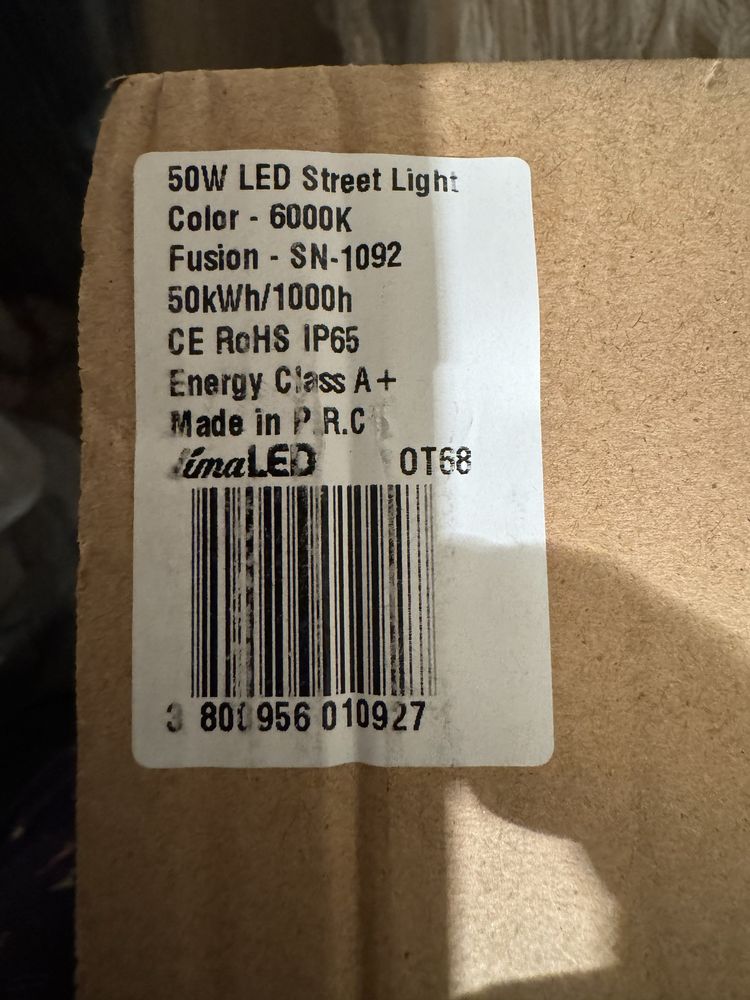 50W LED Street Light
Color - 6000K
Fusion - SN-1092
50kWh/1000h
CE RoHS IP65
Energy Class A+
Made in P.R.C
LED OT68
3 800956 010927